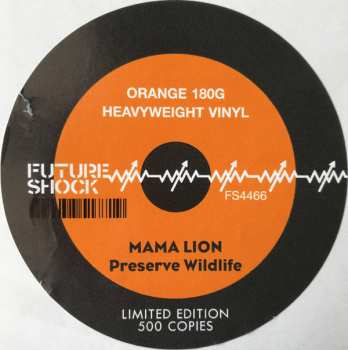 ORANGE 180G
HEAVYWEIGHT VINYL
FUTURE
SHOCK
FS4466
MAMA LION
Preserve Wildlife
LIMITED EDITION
500 COPIES